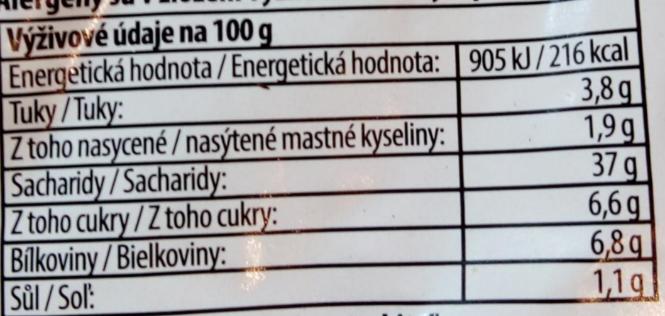 Výživové údaje na 100 g
Energetická hodnota / Energetická hodnota: 905 kJ / 216 kcal
Tuky / Tuky: 3,8 g
Z toho nasycené / nasýtené mastné kyseliny: 1,9 g
Sacharidy / Sacharidy: 37 g
Z toho cukry / Z toho cukry: 6,6 g
Bílkoviny / Bielkoviny: 6,8 g
Sůl / Soľ: 1,1 g